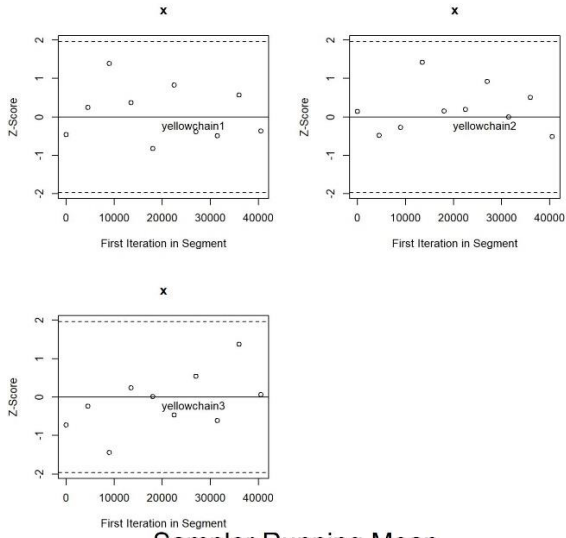 x
Z-Score
2
1
0
-1
-2
yellowchain1
0 10000 20000 30000 40000
First Iteration in Segment
x
Z-Score
2
1
0
-1
-2
yellowchain2
0 10000 20000 30000 40000
First Iteration in Segment
x
Z-Score
2
1
0
-1
-2
yellowchain3
0 10000 20000 30000 40000
First Iteration in Segment
Sampler Running Mean